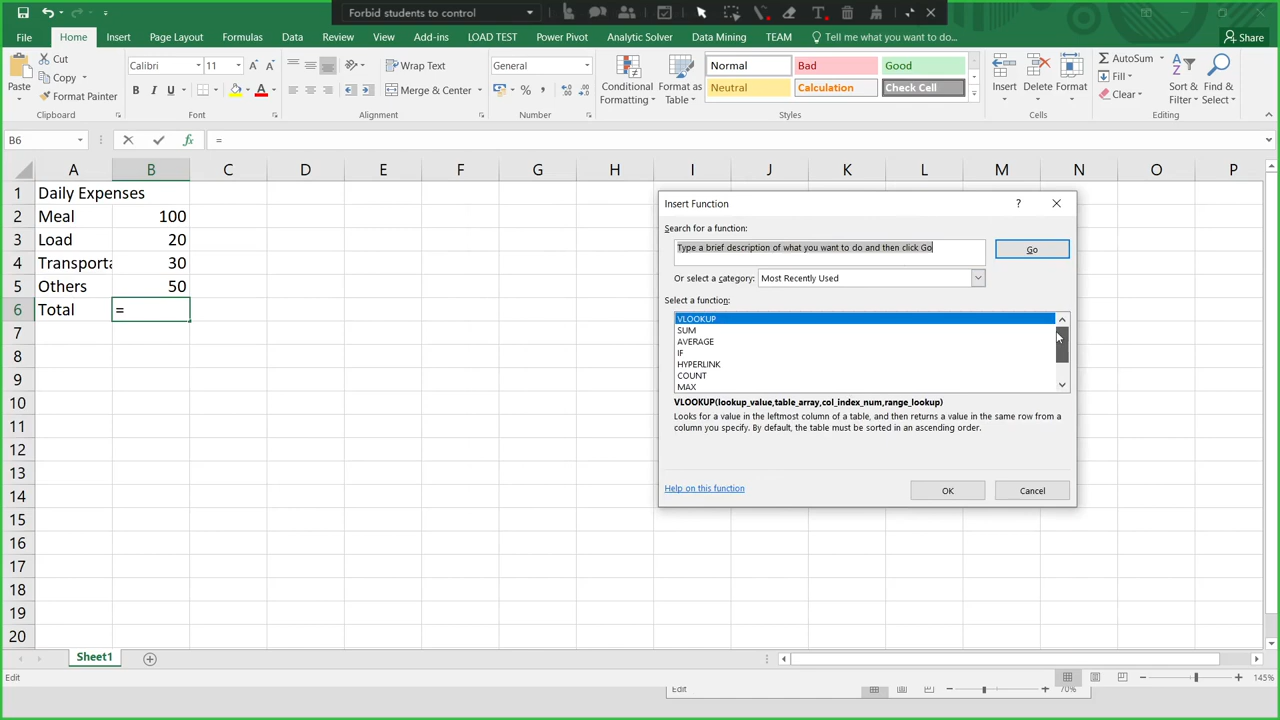 Forbid students to control
File Home Insert Page Layout Formulas Data Review View Add-ins LOAD TEST Power Pivot Analytic Solver Data Mining TEAM Tell me what you want to do... Share
Cut
Copy
Format Painter
Paste
Clipboard
Calibri 11
B I U A
Font
Wrap Text
Merge & Center
Alignment
General
% ,
Number
Conditional Formatting
Format as Table
Normal Bad Good
Neutral Calculation Check Cell
Styles
Insert Delete Format
Cells
AutoSum
Fill
Clear
Sort & Filter
Find & Select
Editing
B6 fx =
A B C D E F G H I J K L M N O P
1 Daily Expenses
2 Meal 100
3 Load 20
4 Transporta 30
5 Others 50
6 Total =
7
8
9
10
11
12
13
14
15
16
17
18
19
20
Insert Function ?
Search for a function:
Type a brief description of what you want to do and then click Go
Go
Or select a category: Most Recently Used
Select a function:
VLOOKUP
SUM
AVERAGE
IF
HYPERLINK
COUNT
MAX
VLOOKUP(lookup_value,table_array,col_index_num,range_lookup)
Looks for a value in the leftmost column of a table, and then returns a value in the same row from a
column you specify. By default, the table must be sorted in an ascending order.
Help on this function
OK Cancel
Sheet1
Edit 145%
Edit 70%